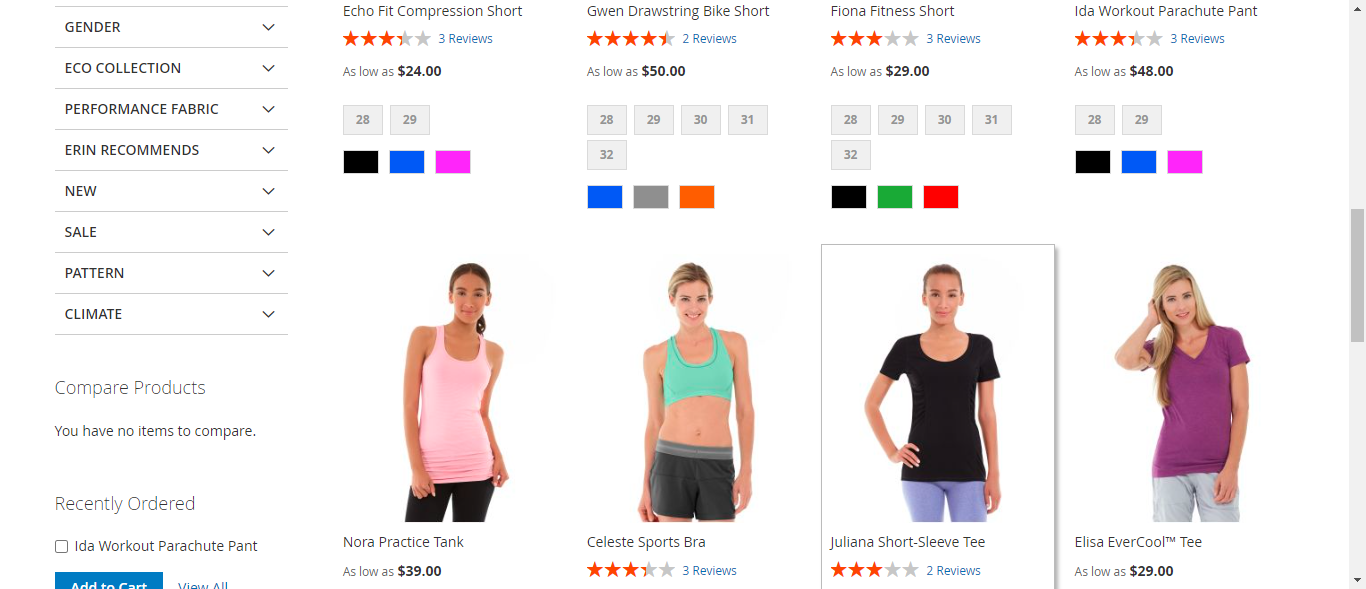 GENDER
ECO COLLECTION
PERFORMANCE FABRIC
ERIN RECOMMENDS
NEW
SALE
PATTERN
CLIMATE
Compare Products
You have no items to compare.
Recently Ordered
Ida Workout Parachute Pant
Add to Cart View All
Echo Fit Compression Short
3 Reviews
As low as $24.00
28 29
Gwen Drawstring Bike Short
2 Reviews
As low as $50.00
28 29 30 31
32
Fiona Fitness Short
3 Reviews
As low as $29.00
28 29 30 31
32
Ida Workout Parachute Pant
3 Reviews
As low as $48.00
28 29
Nora Practice Tank
As low as $39.00
Celeste Sports Bra
3 Reviews
Juliana Short-Sleeve Tee
2 Reviews
Elisa EverCool™ Tee
As low as $29.00